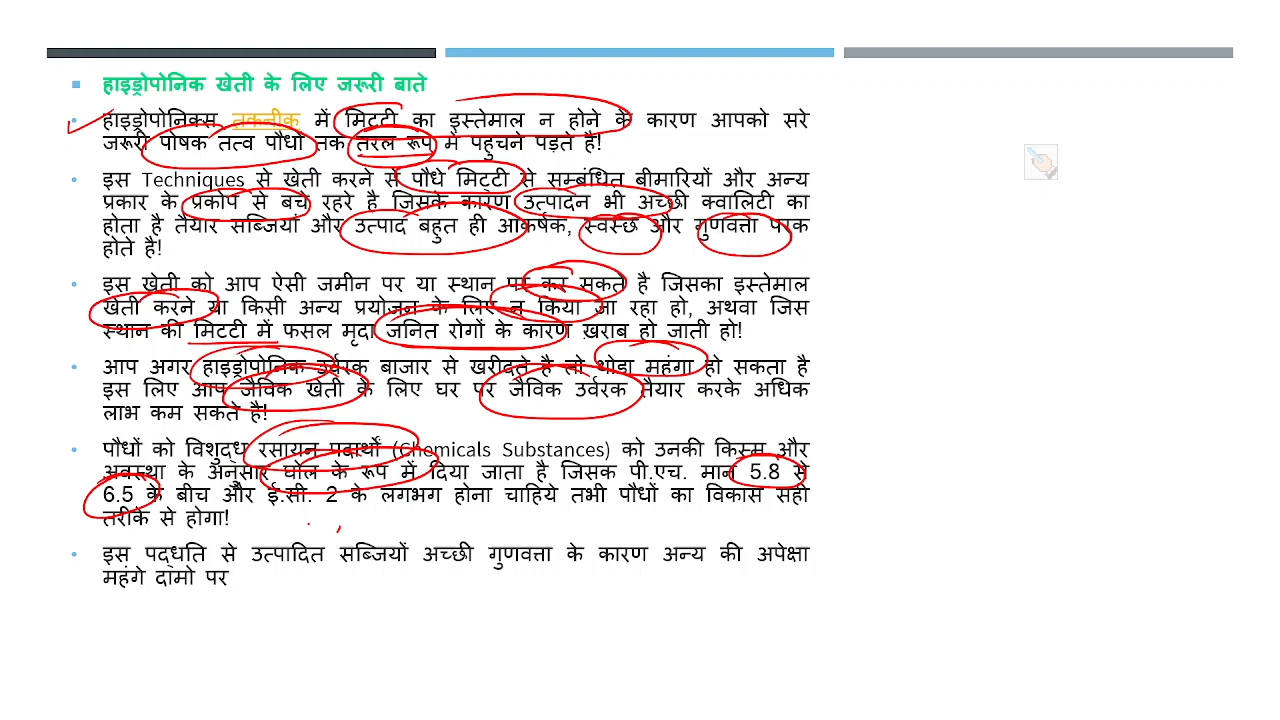 हाइड्रोपोनिक खेती के लिए जरूरी बाते
हाइड्रोपोनिक्स तकनीक में मिटटी का इस्तेमाल न होने के कारण आपको सरे
जरूरी पोषक तत्व पौधों तक तरल रूप में पहुचने पड़ते है!
इस Techniques से खेती करने से पौधे मिट्टी से सम्बंधित बीमारियों और अन्य
प्रकार के प्रकोप से बचे रहरे है जिसके कारण उत्पादन भी अच्छी क्वालिटी का
होता है तैयार सब्जियां और उत्पाद बहुत ही आकर्षक, स्वस्छ और गुणवत्ता परक
होते है!
इस खेती को आप ऐसी जमीन पर या स्थान पर कर सकते है जिसका इस्तेमाल
खेती करने या किसी अन्य प्रयोजन के लिए न किया जा रहा हो, अथवा जिस
स्थान की मिटटी में फसल मृदा जनित रोगों के कारण ख़राब हो जाती हो!
आप अगर हाइड्रोपोनिक उर्वरक बाजार से खरीदते है तो थोडा महंगा हो सकता है
इस लिए आप जैविक खेती के लिए घर पर जैविक उर्वरक तैयार करके अधिक
लाभ कम सकते है!
पौधों को विशुद्ध रसायन पदार्थों (Chemicals Substances) को उनकी किस्म और
अवस्था के अनुसार घोल के रूप में दिया जाता है जिसक पी.एच. मान 5.8 से
6.5 के बीच और ई.सी. 2 के लगभग होना चाहिये तभी पौधों का विकास सही
तरीके से होगा!
इस पद्धति से उत्पादित सब्जियों अच्छी गुणवत्ता के कारण अन्य की अपेक्षा
महंगे दामो पर